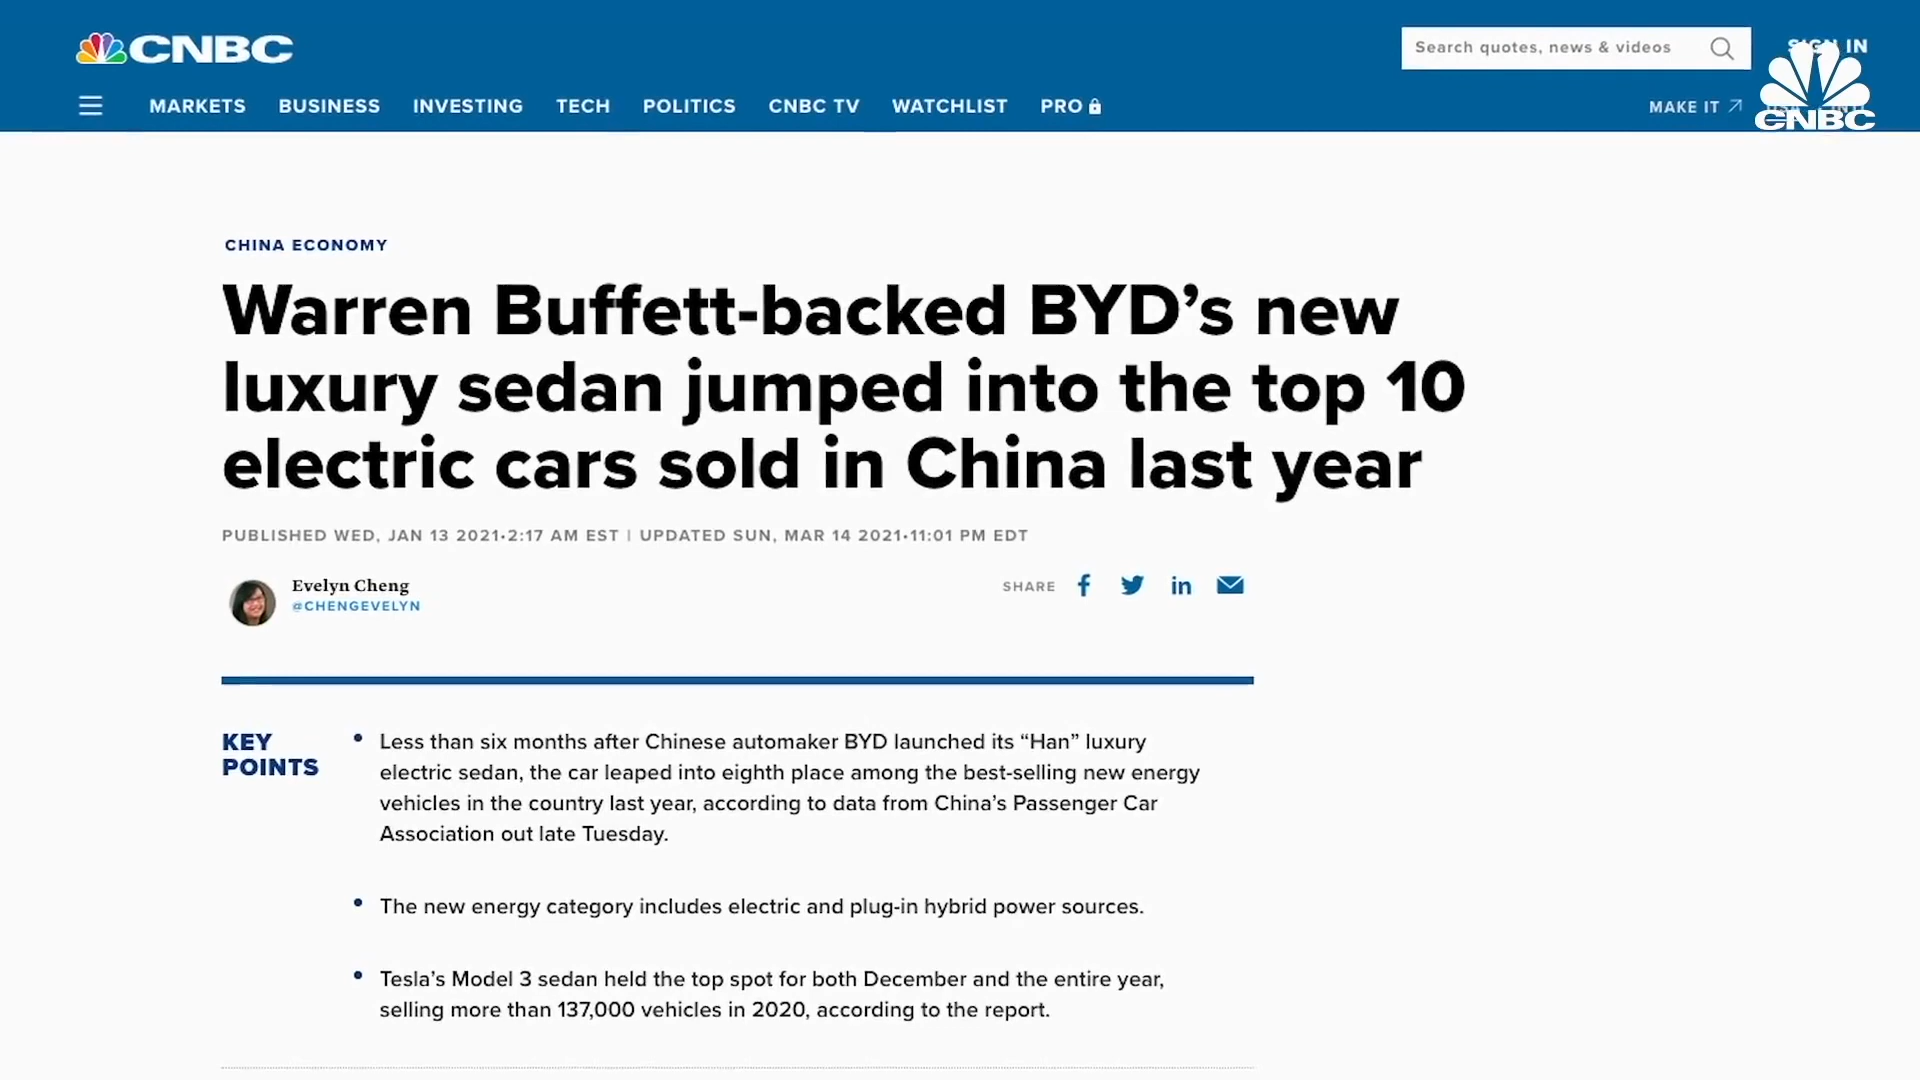 CNBC
Search quotes, news & videos
SIGN IN
MARKETS BUSINESS INVESTING TECH POLITICS CNBC TV WATCHLIST PRO
MAKE IT
CNBC
CHINA ECONOMY
Warren Buffett-backed BYD’s new
luxury sedan jumped into the top 10
electric cars sold in China last year
PUBLISHED WED, JAN 13 2021•2:17 AM EST | UPDATED SUN, MAR 14 2021•11:01 PM EDT
Evelyn Cheng
@CHENGEVELYN
SHARE
KEY
POINTS
• Less than six months after Chinese automaker BYD launched its “Han” luxury
electric sedan, the car leaped into eighth place among the best-selling new energy
vehicles in the country last year, according to data from China’s Passenger Car
Association out late Tuesday.
• The new energy category includes electric and plug-in hybrid power sources.
• Tesla’s Model 3 sedan held the top spot for both December and the entire year,
selling more than 137,000 vehicles in 2020, according to the report.